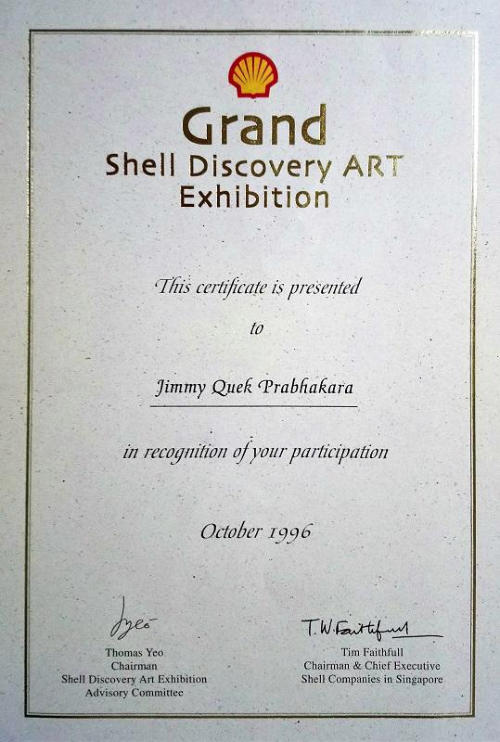 Grand
Shell Discovery ART
Exhibition
This certificate is presented
to
Jimmy Quek Prabhakara
in recognition of your participation
October 1996
TYeo
T.W.Faithfull
Thomas Yeo
Tim Faithfull
Chairman
Chairman & Chief Executive
Shell Discovery Art Exhibition
Shell Companies in Singapore
Advisory Committee